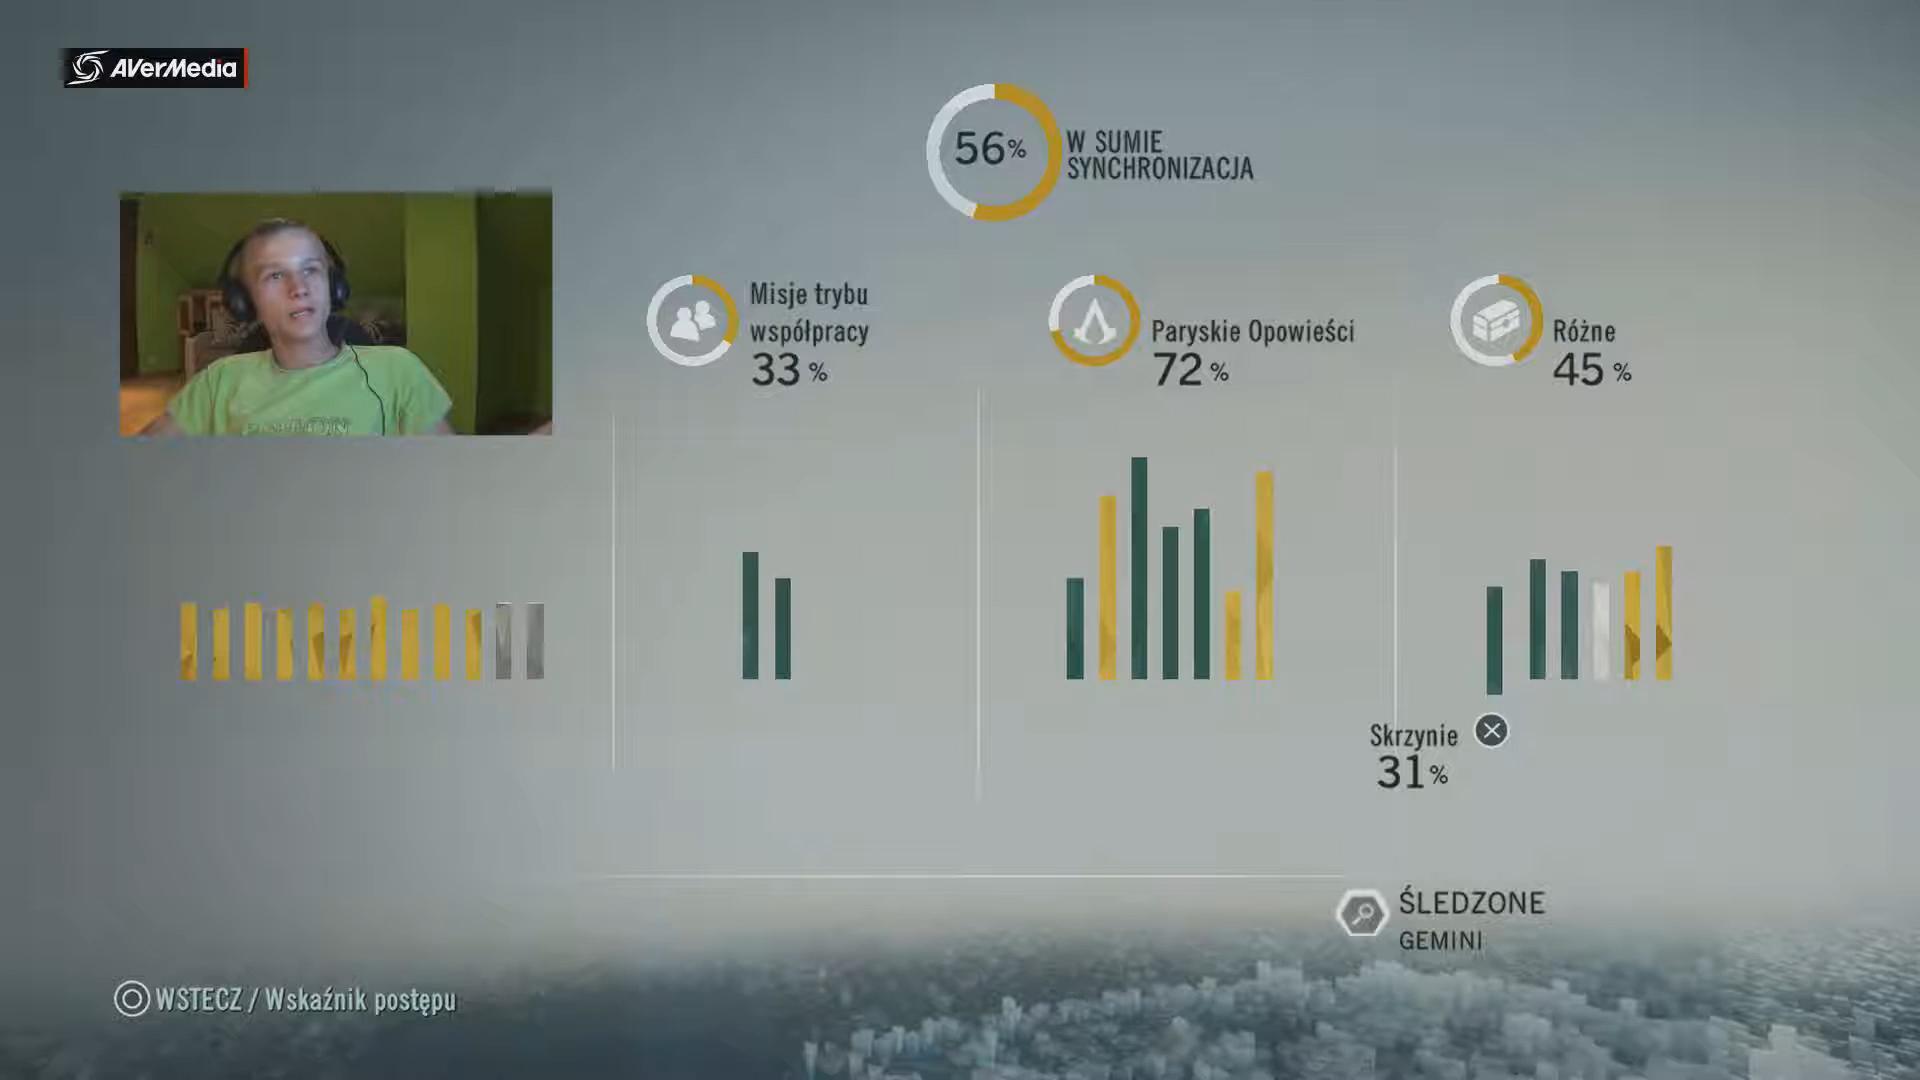 AVerMedia
56%
W SUMIE
SYNCHRONIZACJA
Misje trybu
współpracy
33 %
Paryskie Opowieści
72 %
Różne
45 %
Skrzynie
31%
ŚLEDZONE
GEMINI
WSTECZ / Wskaźnik postępu